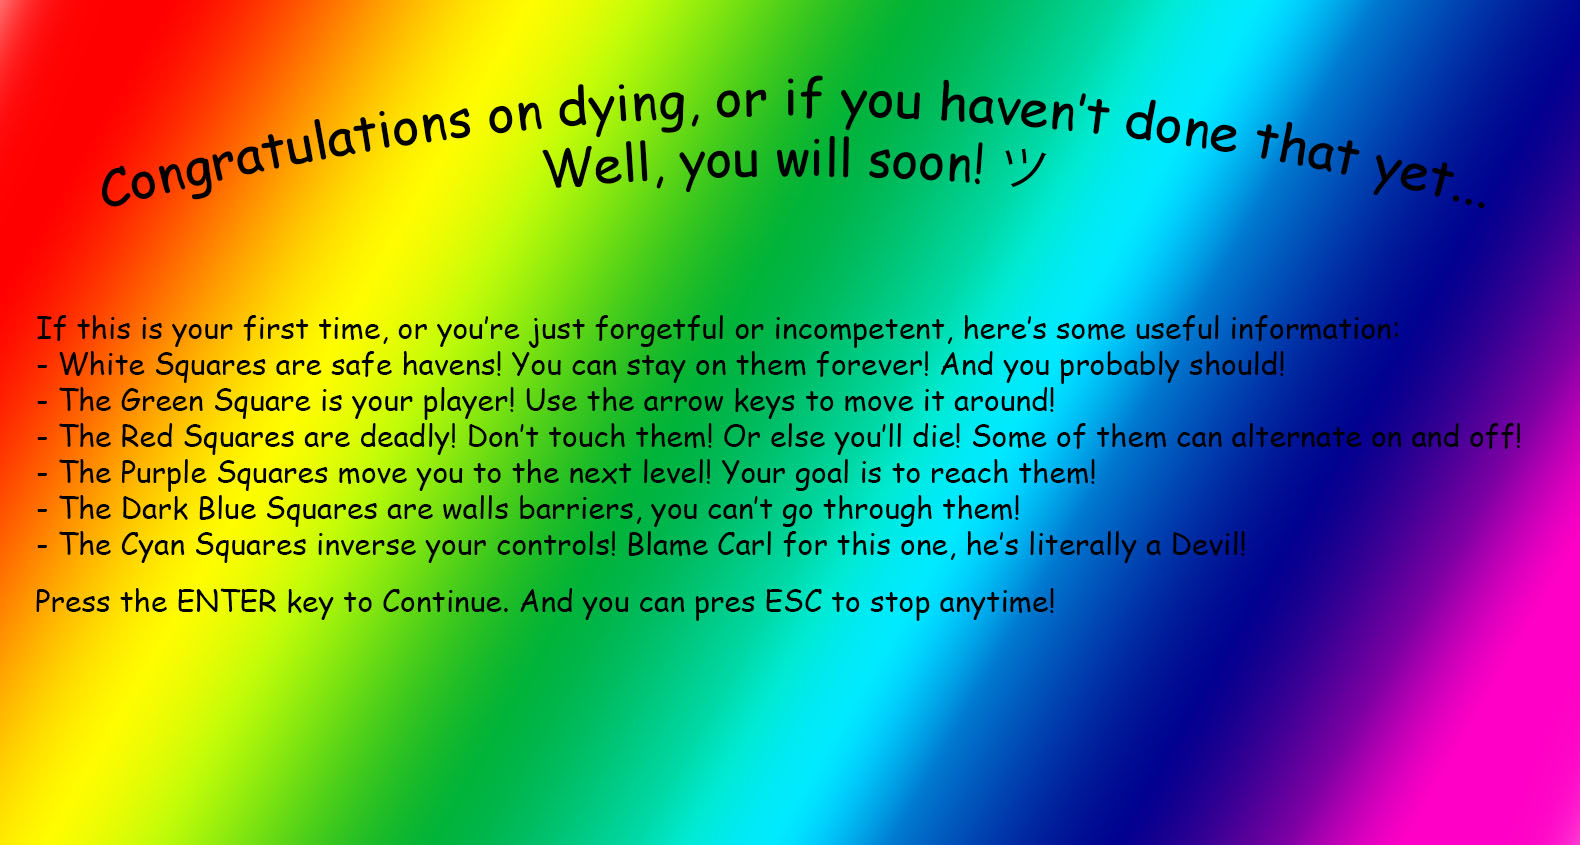 Congratulations on dying, or if you haven't done that yet...
Well, you will soon! ツ
If this is your first time, or you're just forgetful or incompetent, here's some useful information:
- White Squares are safe havens! You can stay on them forever! And you probably should!
- The Green Square is your player! Use the arrow keys to move it around!
- The Red Squares are deadly! Don't touch them! Or else you'll die! Some of them can alternate on and off!
- The Purple Squares move you to the next level! Your goal is to reach them!
- The Dark Blue Squares are walls barriers, you can't go through them!
- The Cyan Squares inverse your controls! Blame Carl for this one, he's literally a Devil!
Press the ENTER key to Continue. And you can pres ESC to stop anytime!